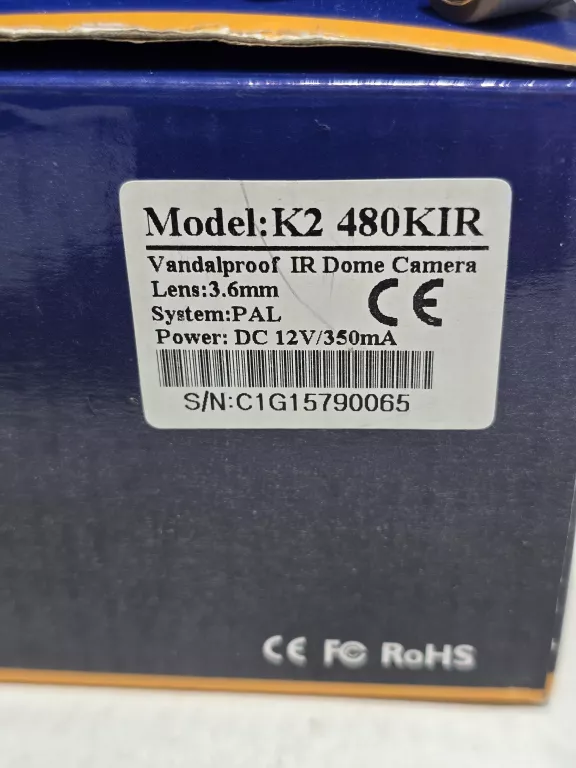 Model:K2 480KIR
Vandalproof IR Dome Camera
Lens:3.6mm
System:PAL
CE
Power: DC 12V/350mA
S/N:C1G15790065
CE FC RoHS